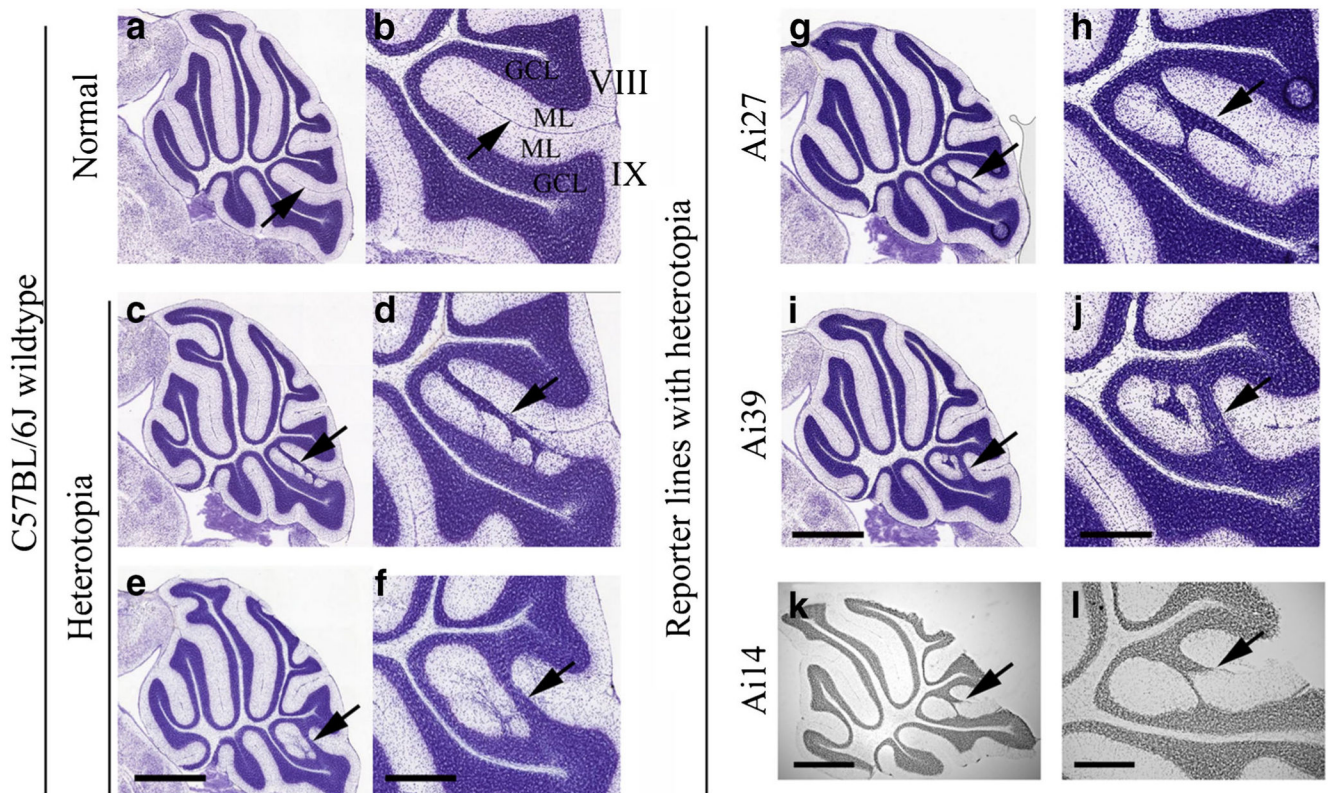 C57BL/6J wildtype
Normal
Heterotopia
a
b
GCL
VIII
ML
ML
IX
GCL
c
d
e
f
Reporter lines with heterotopia
Ai27
Ai39
Ai14
g
h
i
j
k
l